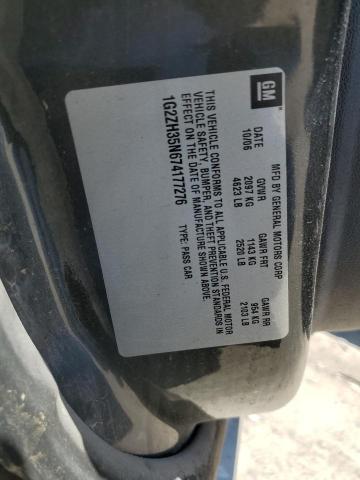 GM
MFD BY GENERAL MOTORS CORP
DATE GVWR GAWR FRT GAWR RR
10/06 2097 KG 1143 KG 954 KG
4623 LB 2520 LB 2103 LB
THIS VEHICLE CONFORMS TO ALL APPLICABLE U.S. FEDERAL MOTOR
VEHICLE SAFETY, BUMPER, AND THEFT PREVENTION STANDARDS IN
EFFECT ON THE DATE OF MANUFACTURE SHOWN ABOVE.
1G2ZH35N674177276 TYPE: PASS CAR